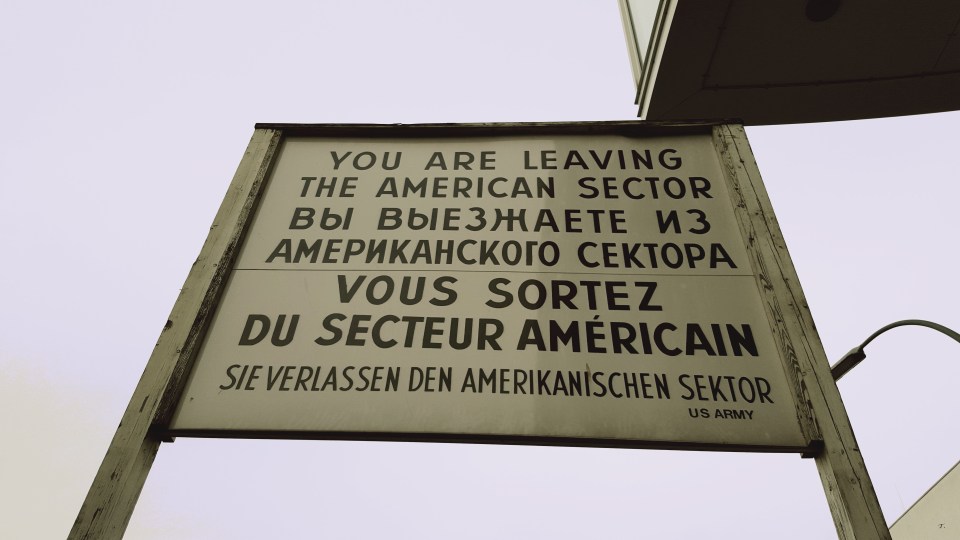 YOU ARE LEAVING
THE AMERICAN SECTOR
ВЫ ВЫЕЗЖАЕТЕ ИЗ
АМЕРИКАНСКОГО СЕКТОРА
VOUS SORTEZ
DU SECTEUR AMÉRICAIN
SIE VERLASSEN DEN AMERIKANISCHEN SEKTOR
US ARMY